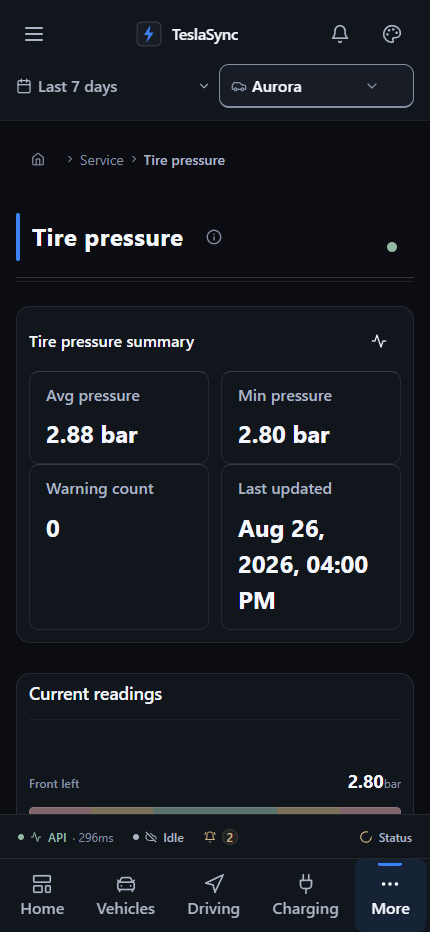 TeslaSync
Last 7 days
Aurora
Service
Tire pressure
Tire pressure
Tire pressure summary
Avg pressure
2.88 bar
Min pressure
2.80 bar
Warning count
0
Last updated
Aug 26,
2026, 04:00
PM
Current readings
Front left
2.80bar
API · 296ms
Idle
2
Status
Home
Vehicles
Driving
Charging
More